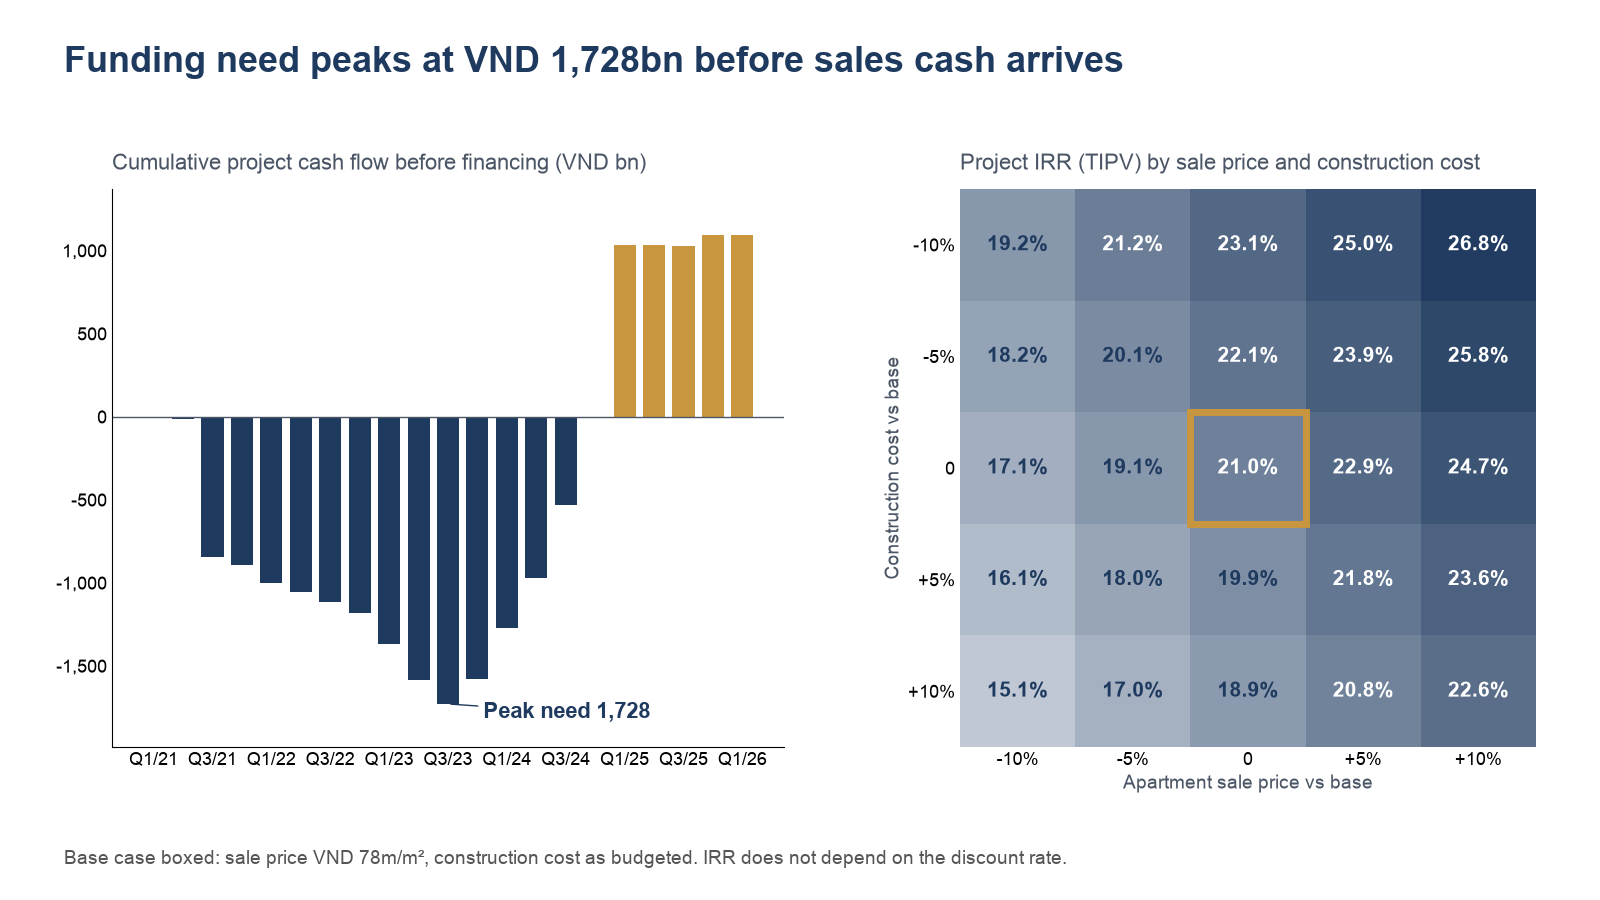 Funding need peaks at VND 1,728bn before sales cash arrives
Cumulative project cash flow before financing (VND bn)
1,000
500
0
-500
-1,000
-1,500
Peak need 1,728
Q1/21 Q3/21 Q1/22 Q3/22 Q1/23 Q3/23 Q1/24 Q3/24 Q1/25 Q3/25 Q1/26
Project IRR (TIPV) by sale price and construction cost
Construction cost vs base
-10% 19.2% 21.2% 23.1% 25.0% 26.8%
-5% 18.2% 20.1% 22.1% 23.9% 25.8%
0 17.1% 19.1% 21.0% 22.9% 24.7%
+5% 16.1% 18.0% 19.9% 21.8% 23.6%
+10% 15.1% 17.0% 18.9% 20.8% 22.6%
-10% -5% 0 +5% +10%
Apartment sale price vs base
Base case boxed: sale price VND 78m/m², construction cost as budgeted. IRR does not depend on the discount rate.